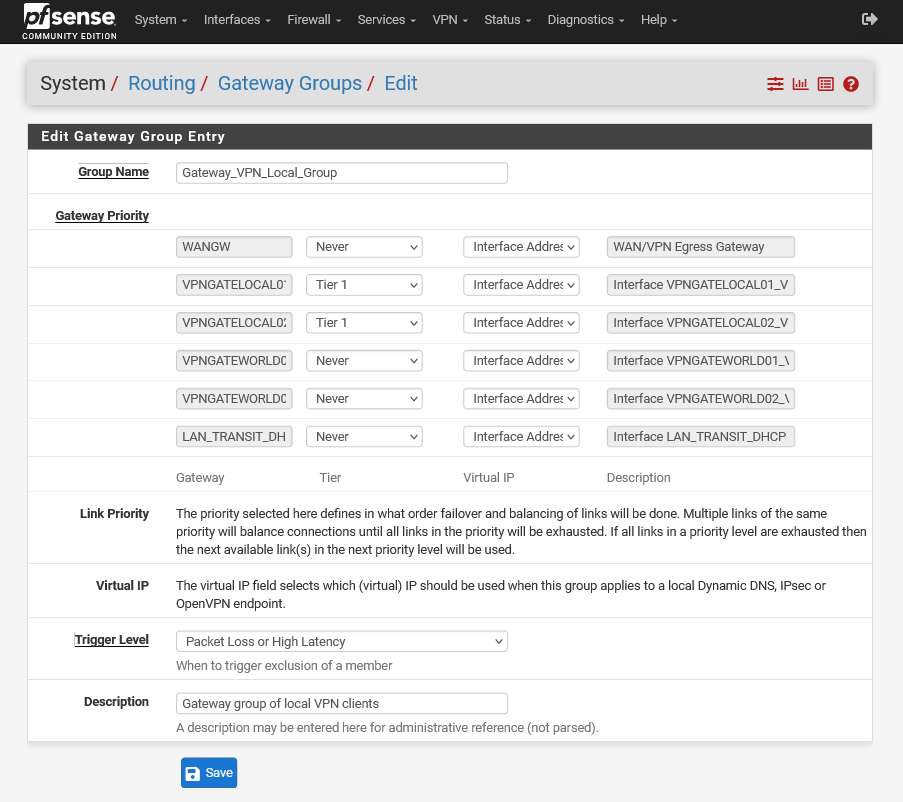 pfsense
COMMUNITY EDITION
System Interfaces Firewall Services VPN Status Diagnostics Help
System / Routing / Gateway Groups / Edit
Edit Gateway Group Entry
Group Name Gateway_VPN_Local_Group
Gateway Priority
WANGW Never Interface Addres WAN/VPN Egress Gateway
VPNGATELOCAL01 Tier 1 Interface Addres Interface VPNGATELOCAL01_V
VPNGATELOCAL02 Tier 1 Interface Addres Interface VPNGATELOCAL02_V
VPNGATEWORLD0 Never Interface Addres Interface VPNGATEWORLD01_V
VPNGATEWORLD0 Never Interface Addres Interface VPNGATEWORLD02_V
LAN_TRANSIT_DH Never Interface Addres Interface LAN_TRANSIT_DHCP
Gateway Tier Virtual IP Description
Link Priority The priority selected here defines in what order failover and balancing of links will be done. Multiple links of the same
priority will balance connections until all links in the priority will be exhausted. If all links in a priority level are exhausted then
the next available link(s) in the next priority level will be used.
Virtual IP The virtual IP field selects which (virtual) IP should be used when this group applies to a local Dynamic DNS, IPsec or
OpenVPN endpoint.
Trigger Level Packet Loss or High Latency
When to trigger exclusion of a member
Description Gateway group of local VPN clients
A description may be entered here for administrative reference (not parsed).
Save